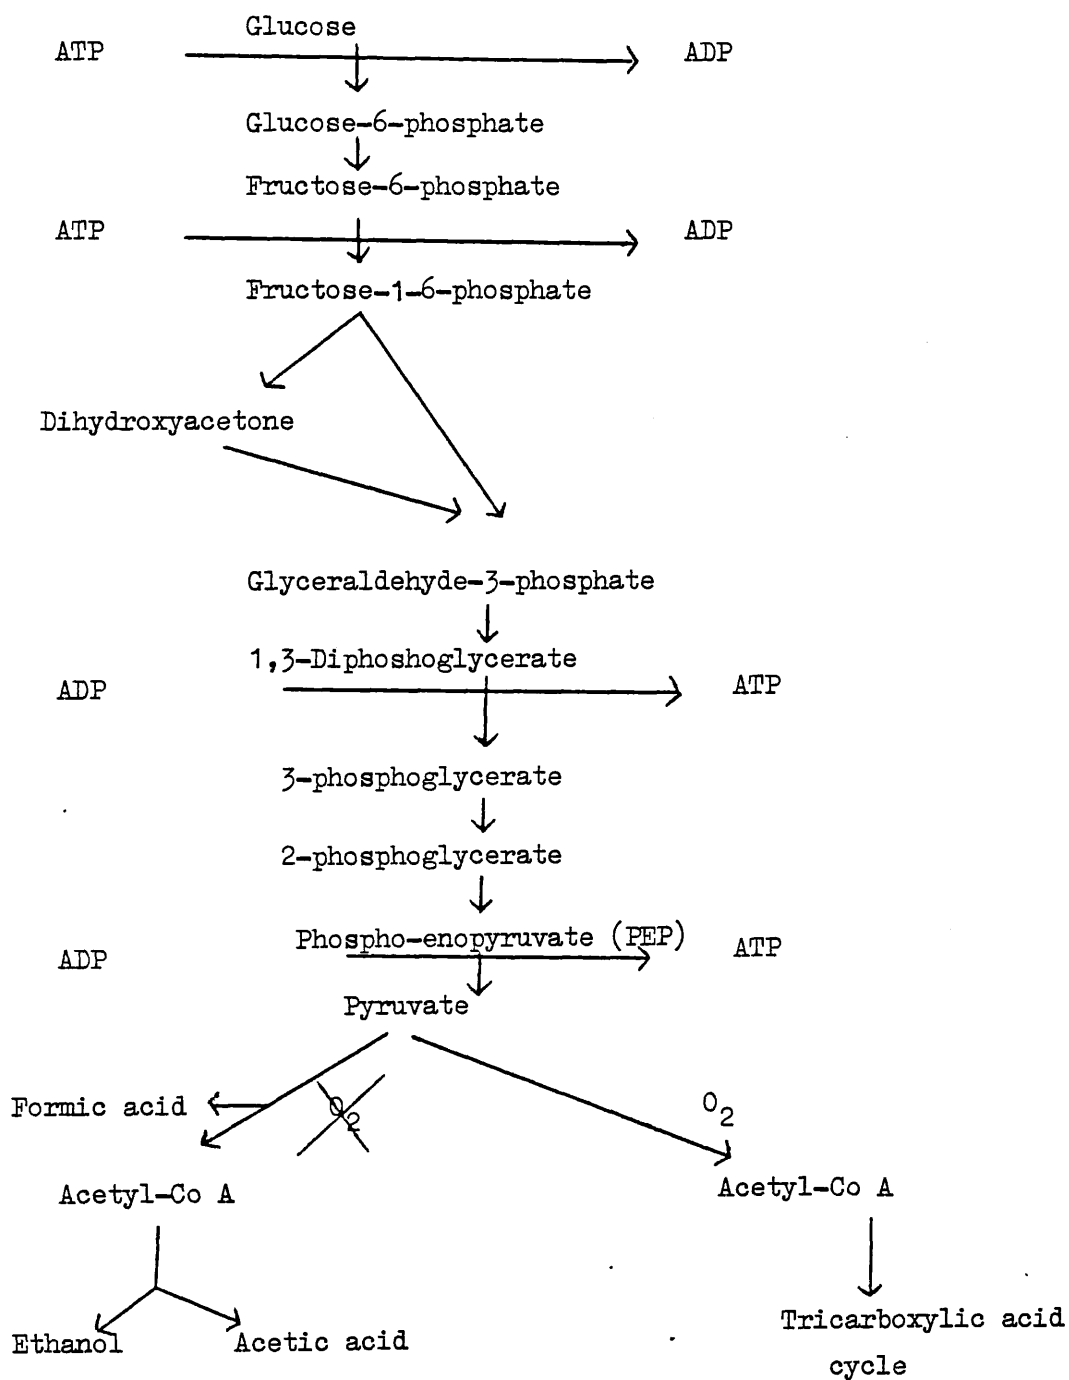 Glucose
ATP ADP
Glucose-6-phosphate
Fructose-6-phosphate
ATP ADP
Fructose-1-6-phosphate
Dihydroxyacetone
Glyceraldehyde-3-phosphate
1,3-Diphoshoglycerate
ADP ATP
3-phosphoglycerate
2-phosphoglycerate
Phospho-enopyruvate (PEP)
ADP ATP
Pyruvate
Formic acid O2 O2
Acetyl-Co A Acetyl-Co A
Ethanol Acetic acid
Tricarboxylic acid
cycle